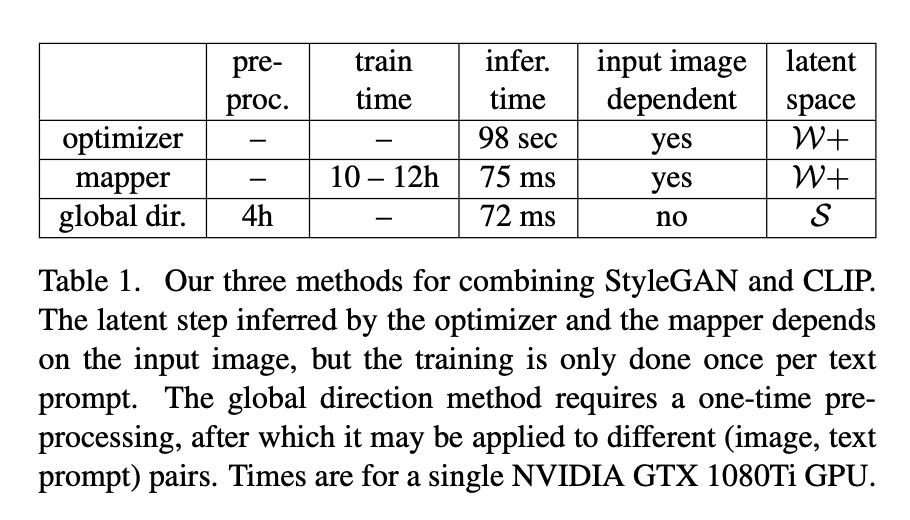 pre-proc. train time infer. time input image dependent latent space
optimizer – – 98 sec yes W+
mapper – 10 – 12h 75 ms yes W+
global dir. 4h – 72 ms no S
Table 1. Our three methods for combining StyleGAN and CLIP.
The latent step inferred by the optimizer and the mapper depends
on the input image, but the training is only done once per text
prompt. The global direction method requires a one-time pre-
processing, after which it may be applied to different (image, text
prompt) pairs. Times are for a single NVIDIA GTX 1080Ti GPU.